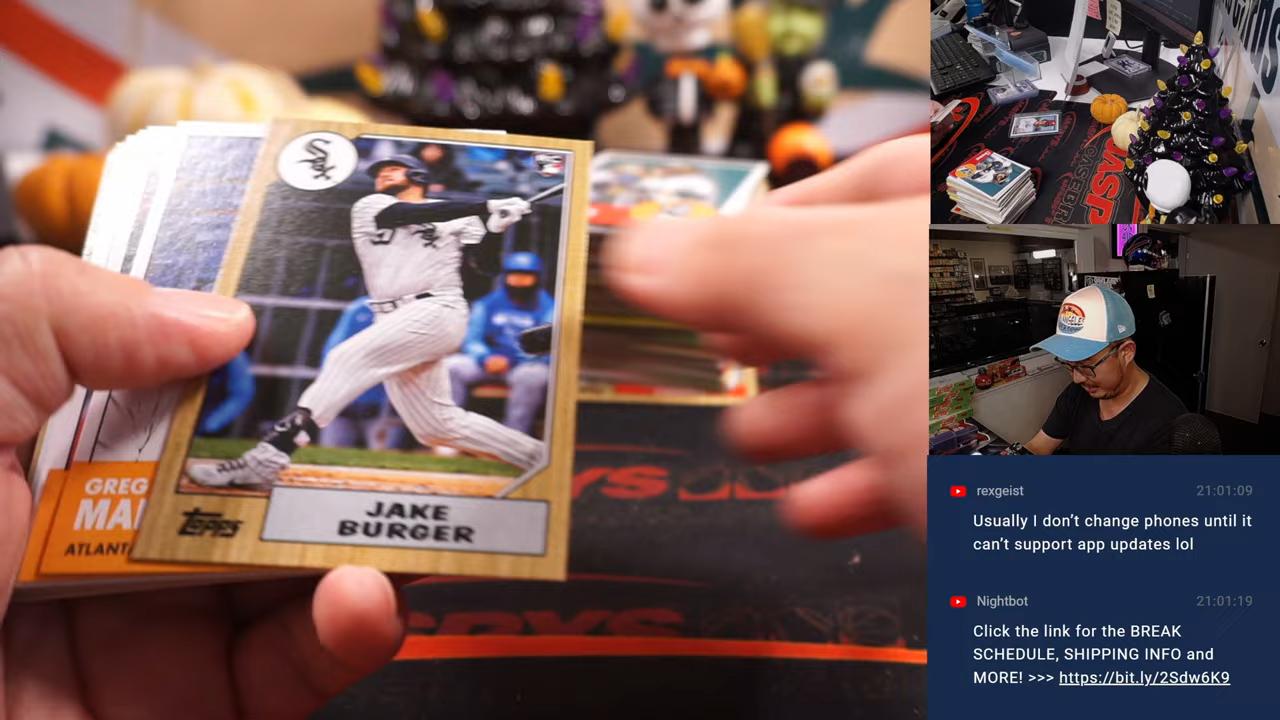 Sox
JAKE
BURGER
Topps
GREG
MA
ATLANT
rexgeist
21:01:09
Usually I don't change phones until it
can't support app updates lol
Nightbot
21:01:19
Click the link for the BREAK
SCHEDULE, SHIPPING INFO and
MORE! >>> https://bit.ly/2Sdw6K9